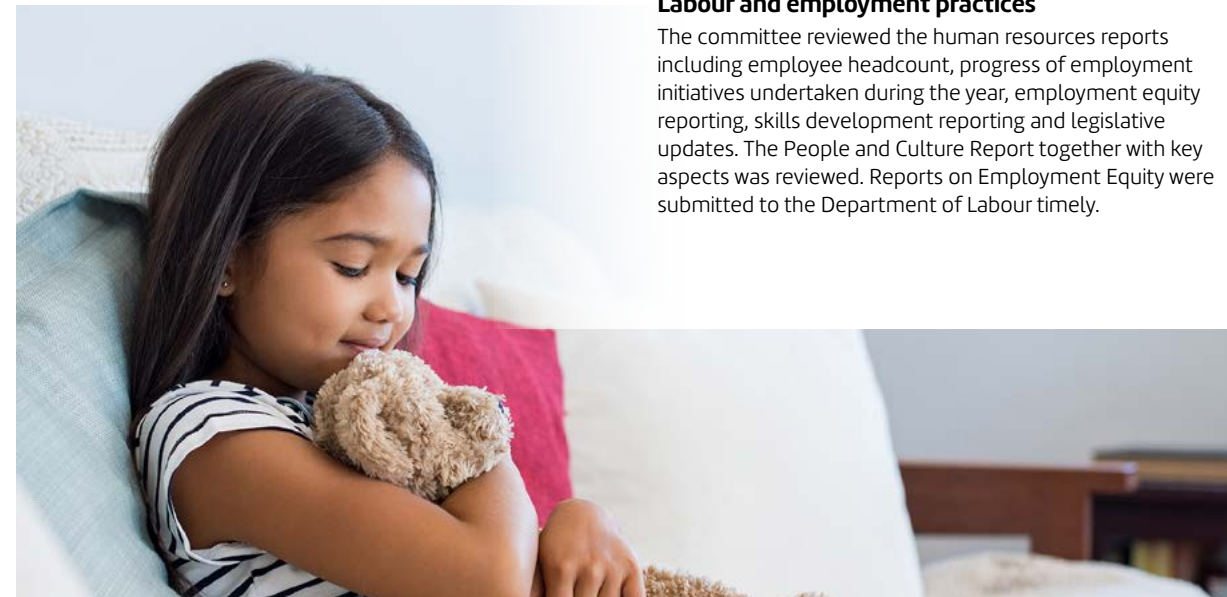 Labour and employment practices
The committee reviewed the human resources reports
including employee headcount, progress of employment
initiatives undertaken during the year, employment equity
reporting, skills development reporting and legislative
updates. The People and Culture Report together with key
aspects was reviewed. Reports on Employment Equity were
submitted to the Department of Labour timely.